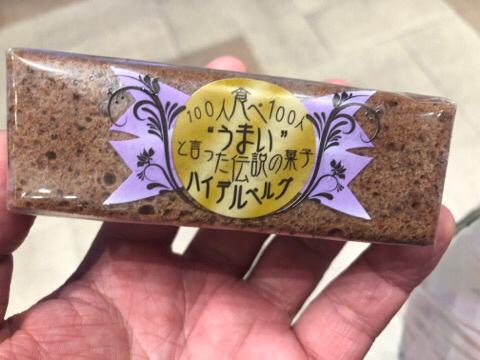 100人食べ100人
"うまい"
と言った伝説の菓子
ハイデルベルグ